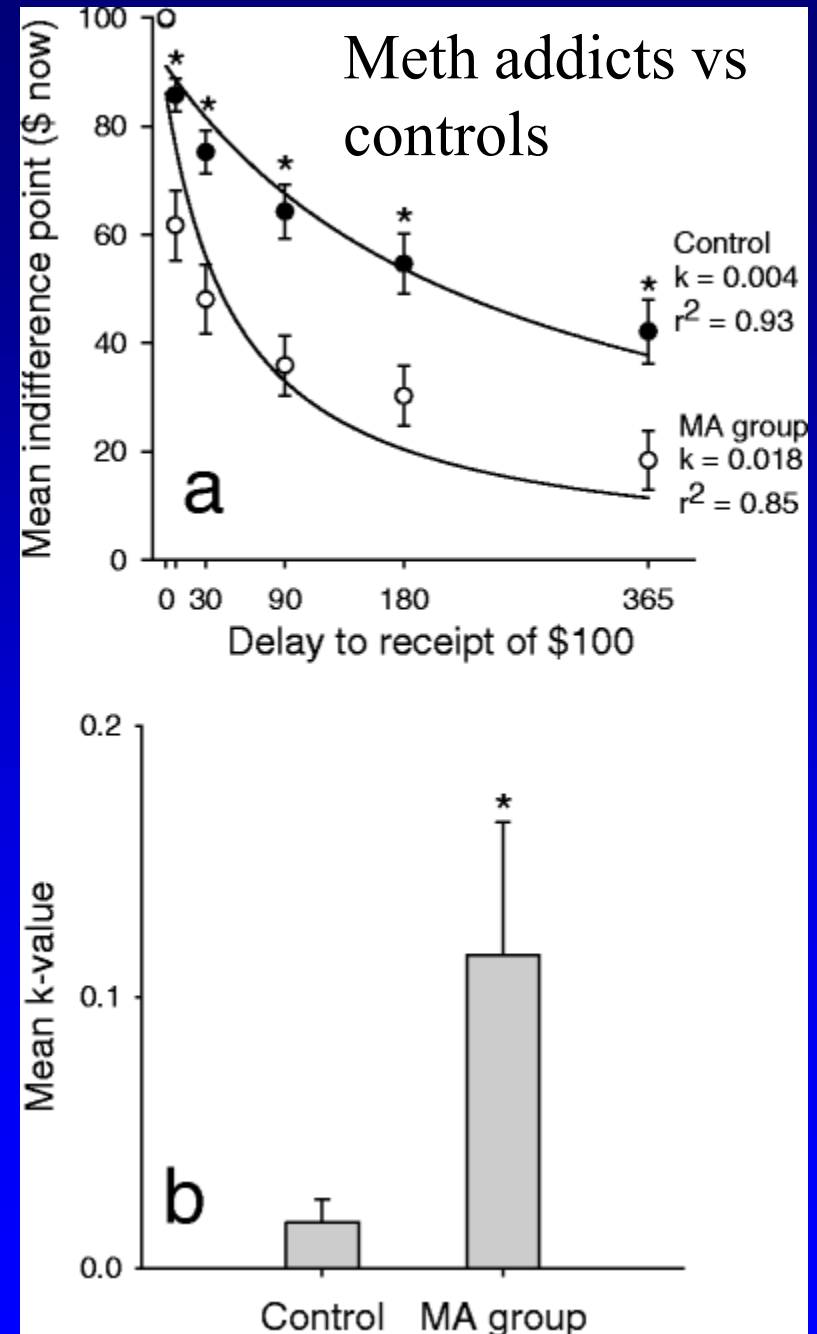 Meth addicts vs
controls
Mean indifference point ($ now)
100
80
60
40
20
0
*
*
*
*
*
Control
k = 0.004
r² = 0.93
MA group
k = 0.018
r² = 0.85
a
0 30 90 180 365
Delay to receipt of $100
Mean k-value
0.2
0.1
0.0
*
b
Control MA group